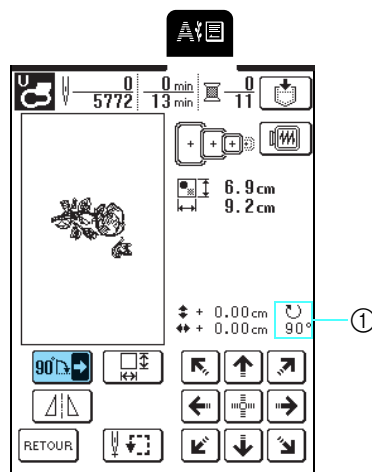 A
U 0 0 min 0
5772 13 min 11
6.9 cm
9.2 cm
+ 0.00 cm
+ 0.00 cm 90°
①
90°
RETOUR